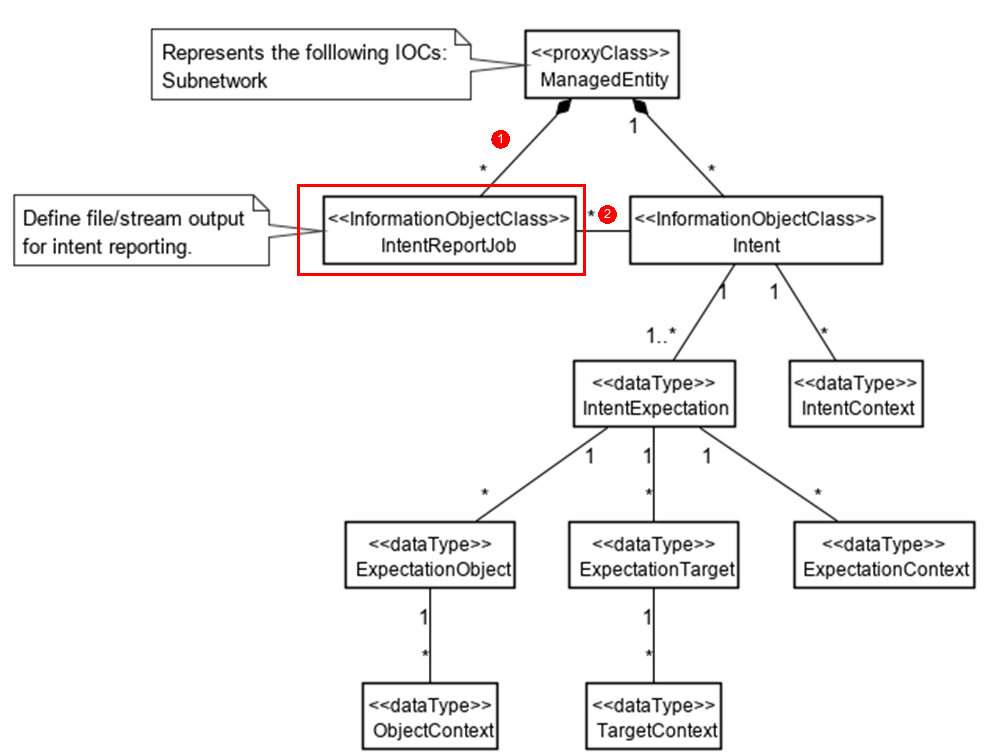 Represents the folllowing IOCs:
Subnetwork
<<proxyClass>>
ManagedEntity
1
1
*
*
Define file/stream output
for intent reporting.
<<InformationObjectClass>>
IntentReportJob
*
2
<<InformationObjectClass>>
Intent
1
1
1..*
*
<<dataType>>
IntentExpectation
<<dataType>>
IntentContext
1
1
1
*
*
*
<<dataType>>
ExpectationObject
<<dataType>>
ExpectationTarget
<<dataType>>
ExpectationContext
1
1
*
*
<<dataType>>
ObjectContext
<<dataType>>
TargetContext